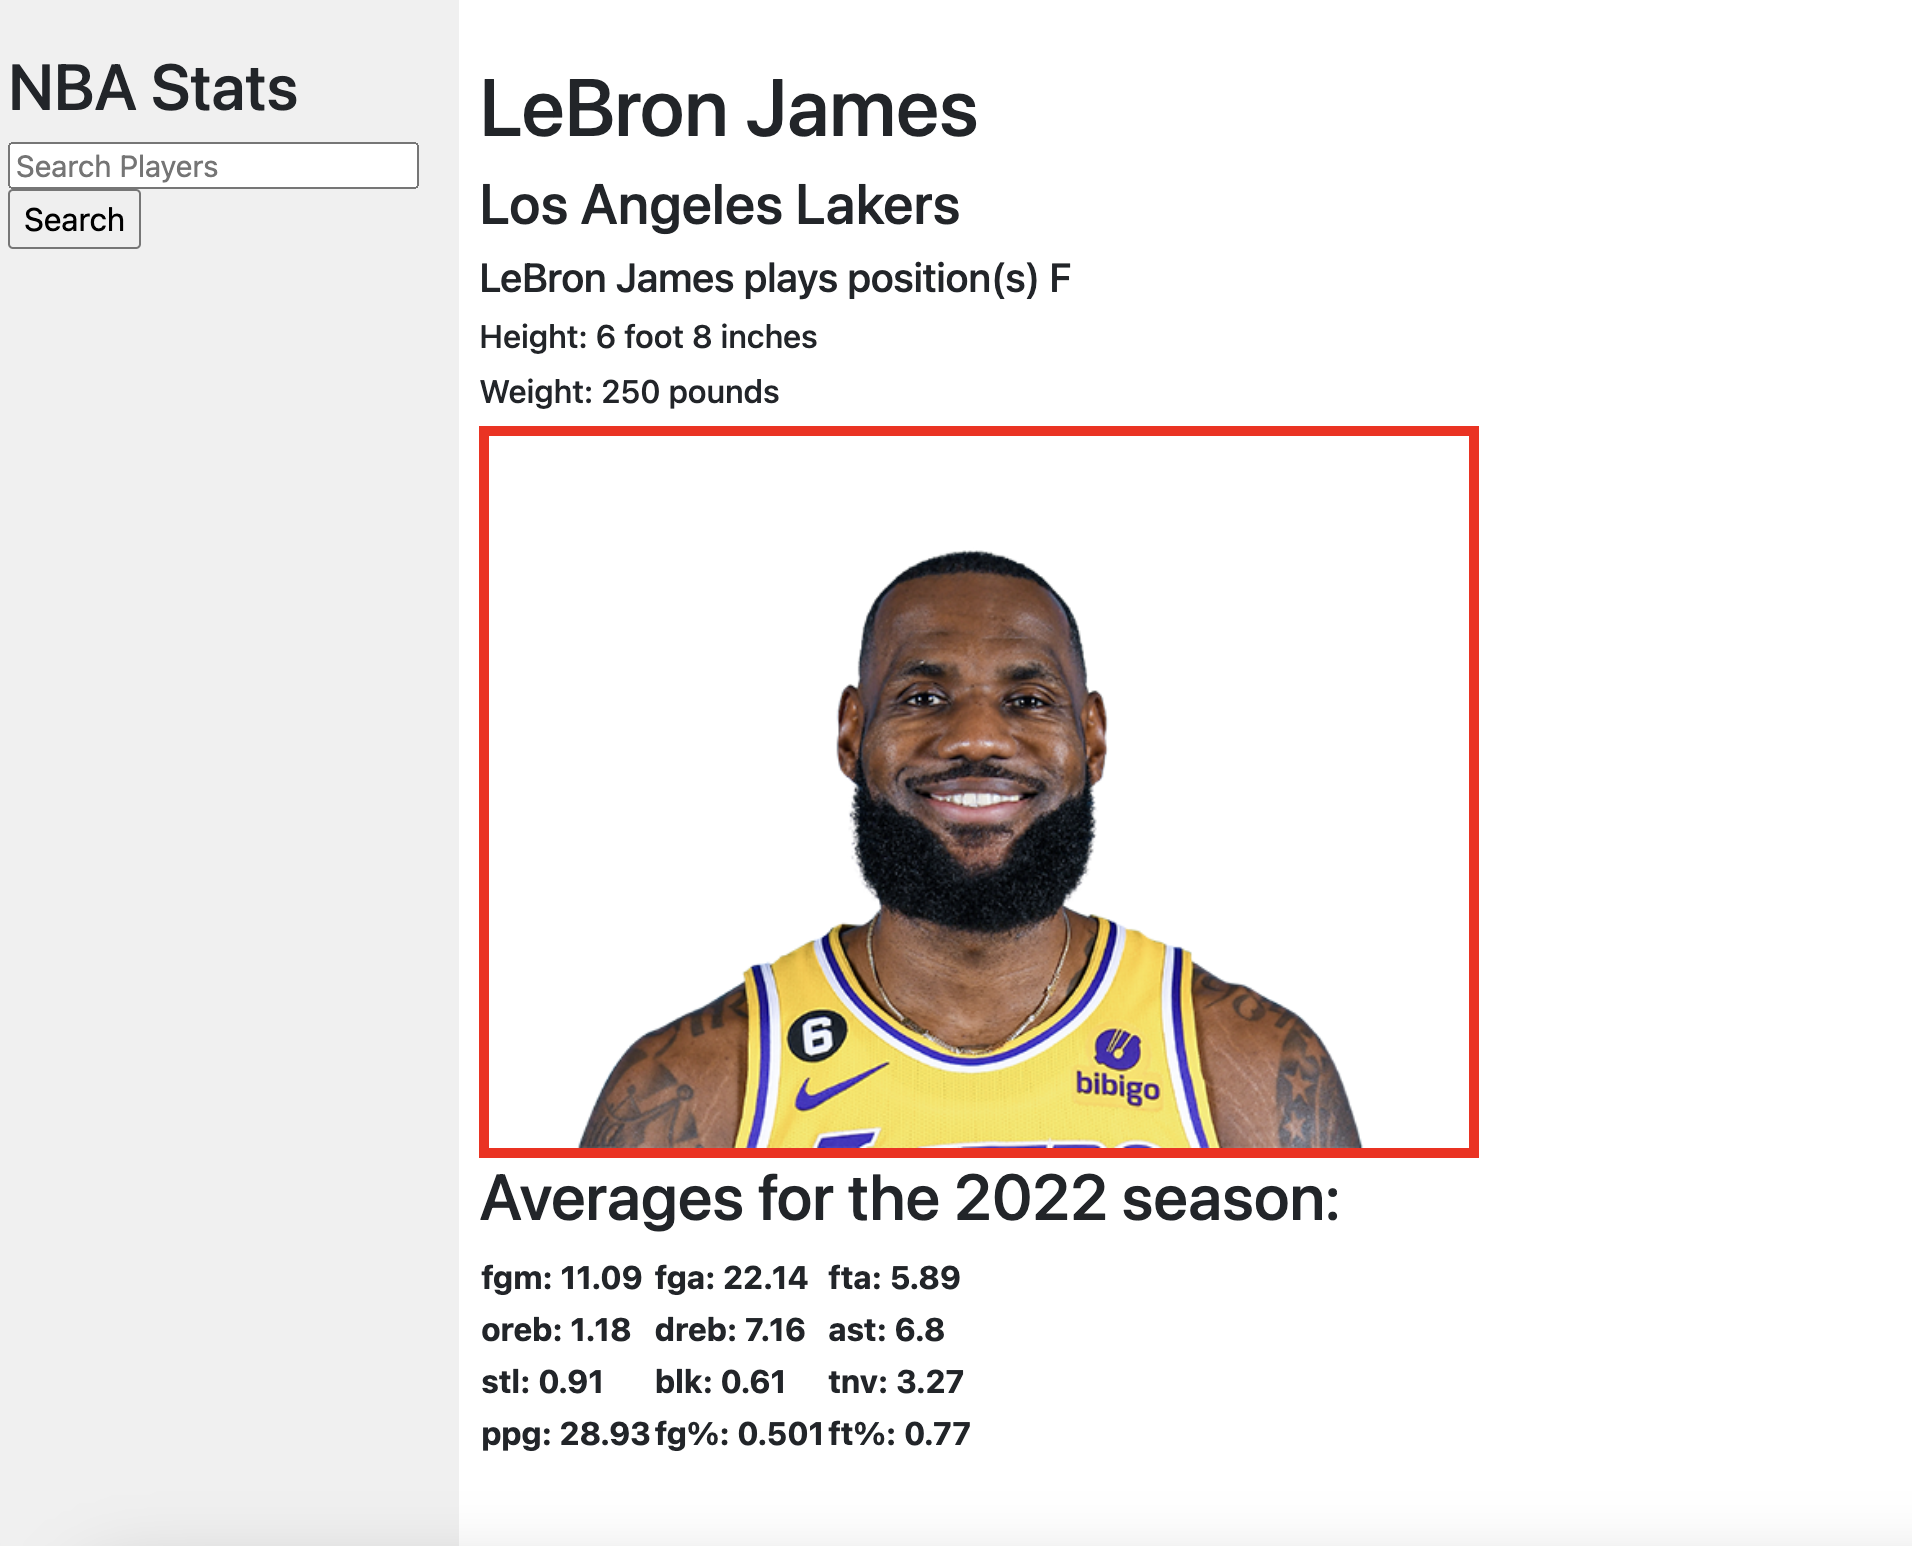 NBA Stats
Search Players
Search
LeBron James
Los Angeles Lakers
LeBron James plays position(s) F
Height: 6 foot 8 inches
Weight: 250 pounds
6
bibigo
Averages for the 2022 season:
fgm: 11.09 fga: 22.14 fta: 5.89
oreb: 1.18 dreb: 7.16 ast: 6.8
stl: 0.91 blk: 0.61 tnv: 3.27
ppg: 28.93 fg%: 0.501 ft%: 0.77